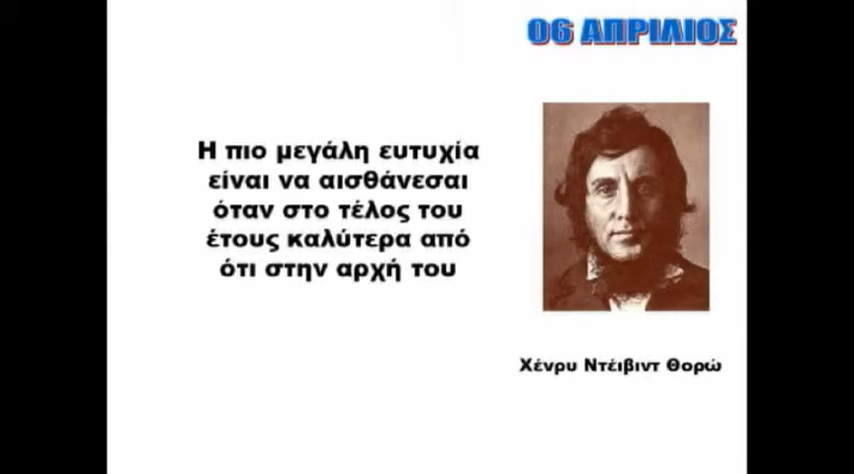 06 ΑΠΡΙΛΙΟΣ
Η πιο μεγάλη ευτυχία
είναι να αισθάνεσαι
όταν στο τέλος του
έτους καλύτερα από
ότι στην αρχή του
Χένρυ Ντέιβιντ Θορώ